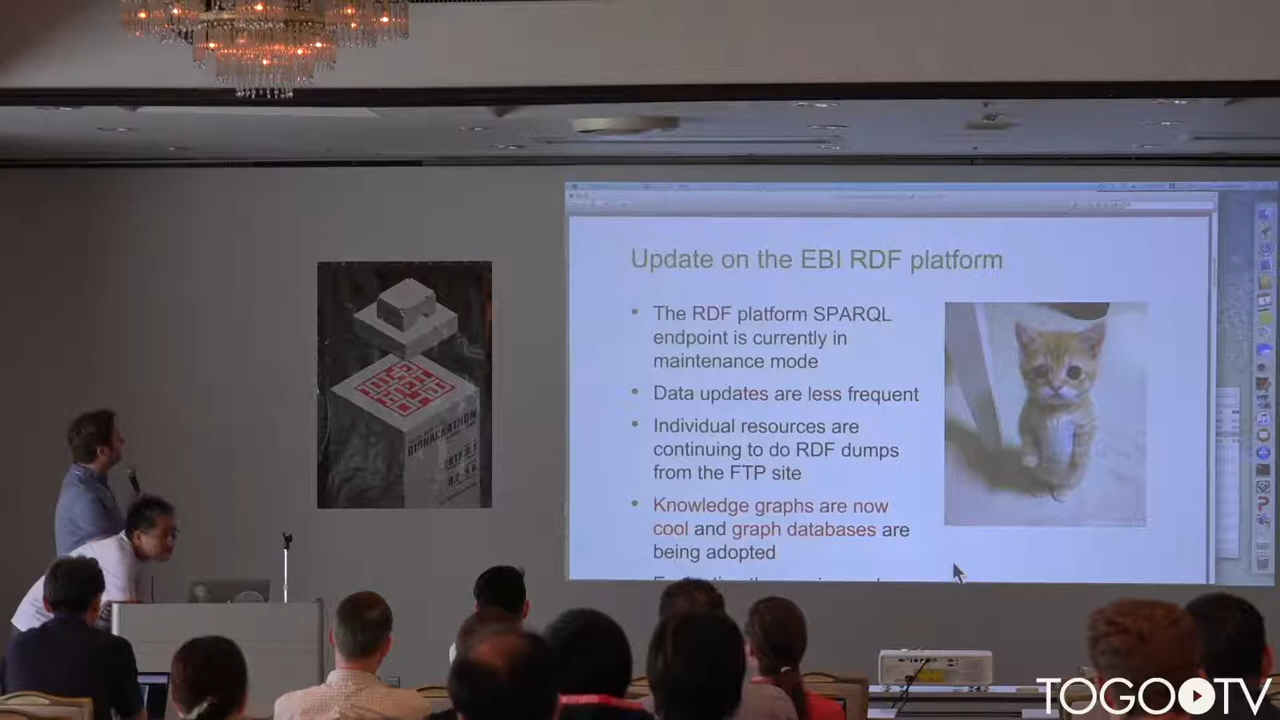 Update on the EBI RDF platform
• The RDF platform SPARQL
endpoint is currently in
maintenance mode
• Data updates are less frequent
• Individual resources are
continuing to do RDF dumps
from the FTP site
• Knowledge graphs are now
cool and graph databases are
being adopted
BIOHACKATHON
TOGO TV